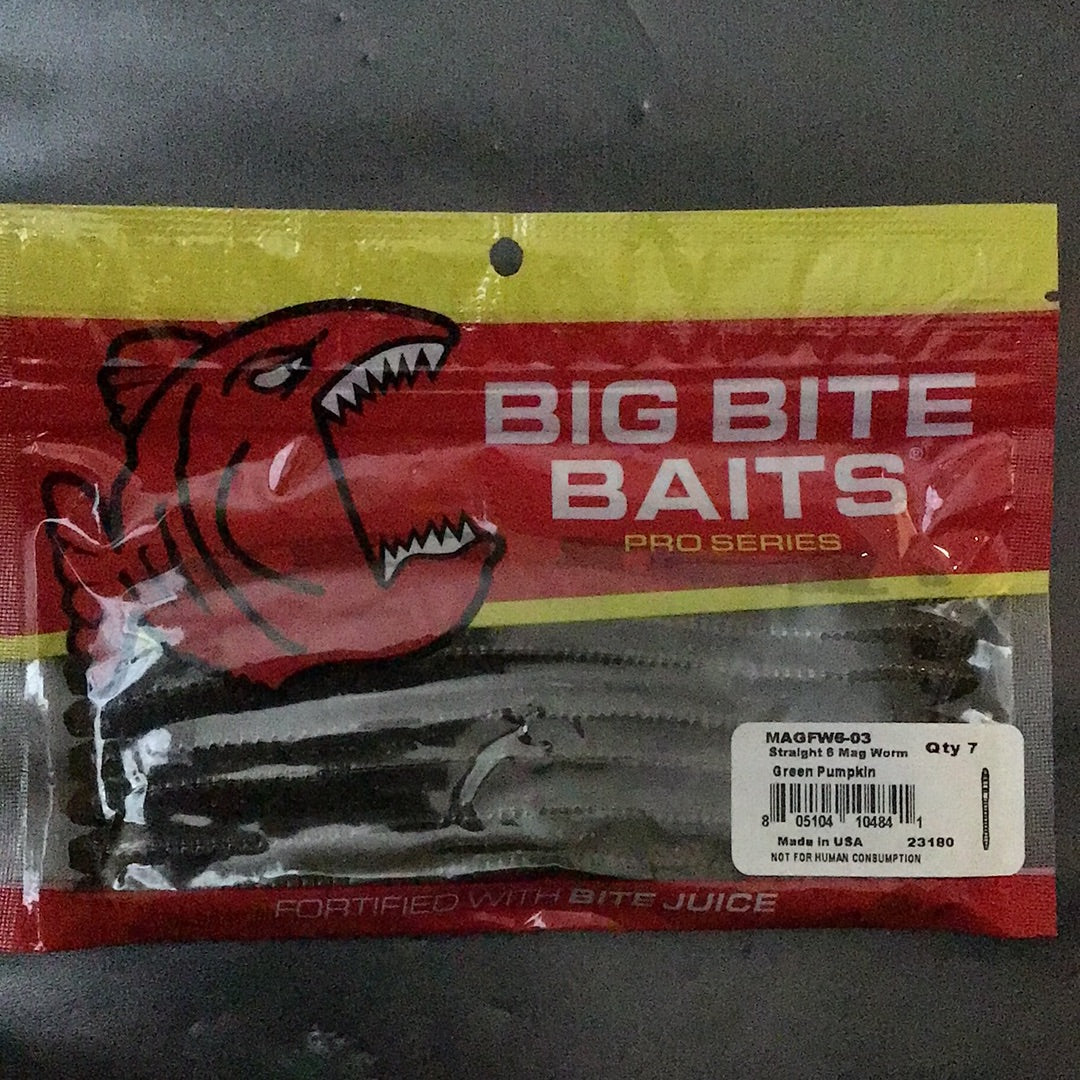 BIG BITE
BAITS®
PRO SERIES
MAGFW6-03
Straight 6 Mag Worm
Qty 7
Green Pumpkin
8 05104 10484 1
Made in USA 23180
NOT FOR HUMAN CONSUMPTION
FORTIFIED WITH BITE JUICE